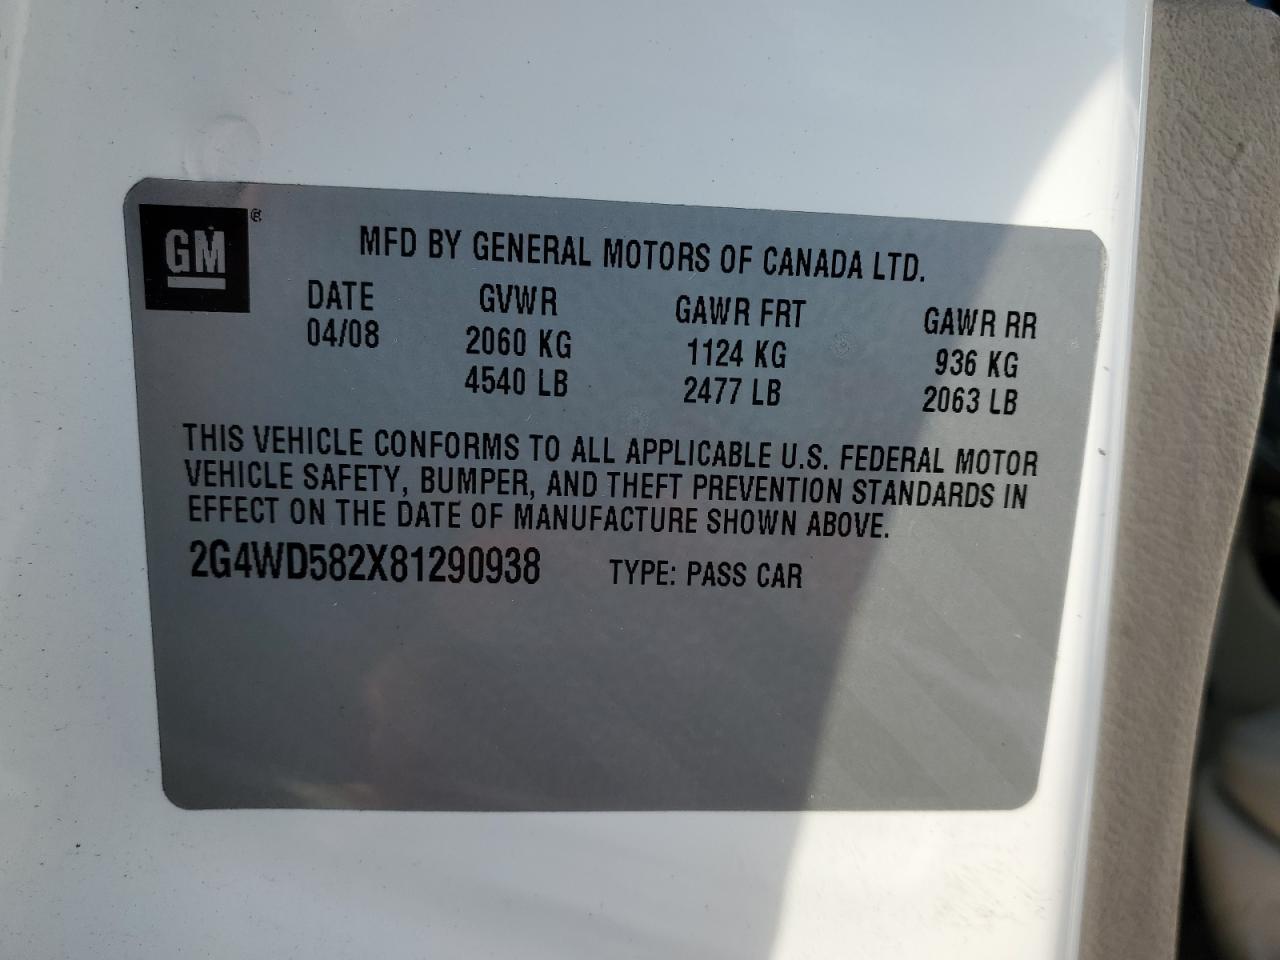 GM ®
MFD BY GENERAL MOTORS OF CANADA LTD.
DATE GVWR GAWR FRT GAWR RR
04/08 2060 KG 1124 KG 936 KG
4540 LB 2477 LB 2063 LB
THIS VEHICLE CONFORMS TO ALL APPLICABLE U.S. FEDERAL MOTOR
VEHICLE SAFETY, BUMPER, AND THEFT PREVENTION STANDARDS IN
EFFECT ON THE DATE OF MANUFACTURE SHOWN ABOVE.
2G4WD582X81290938 TYPE: PASS CAR